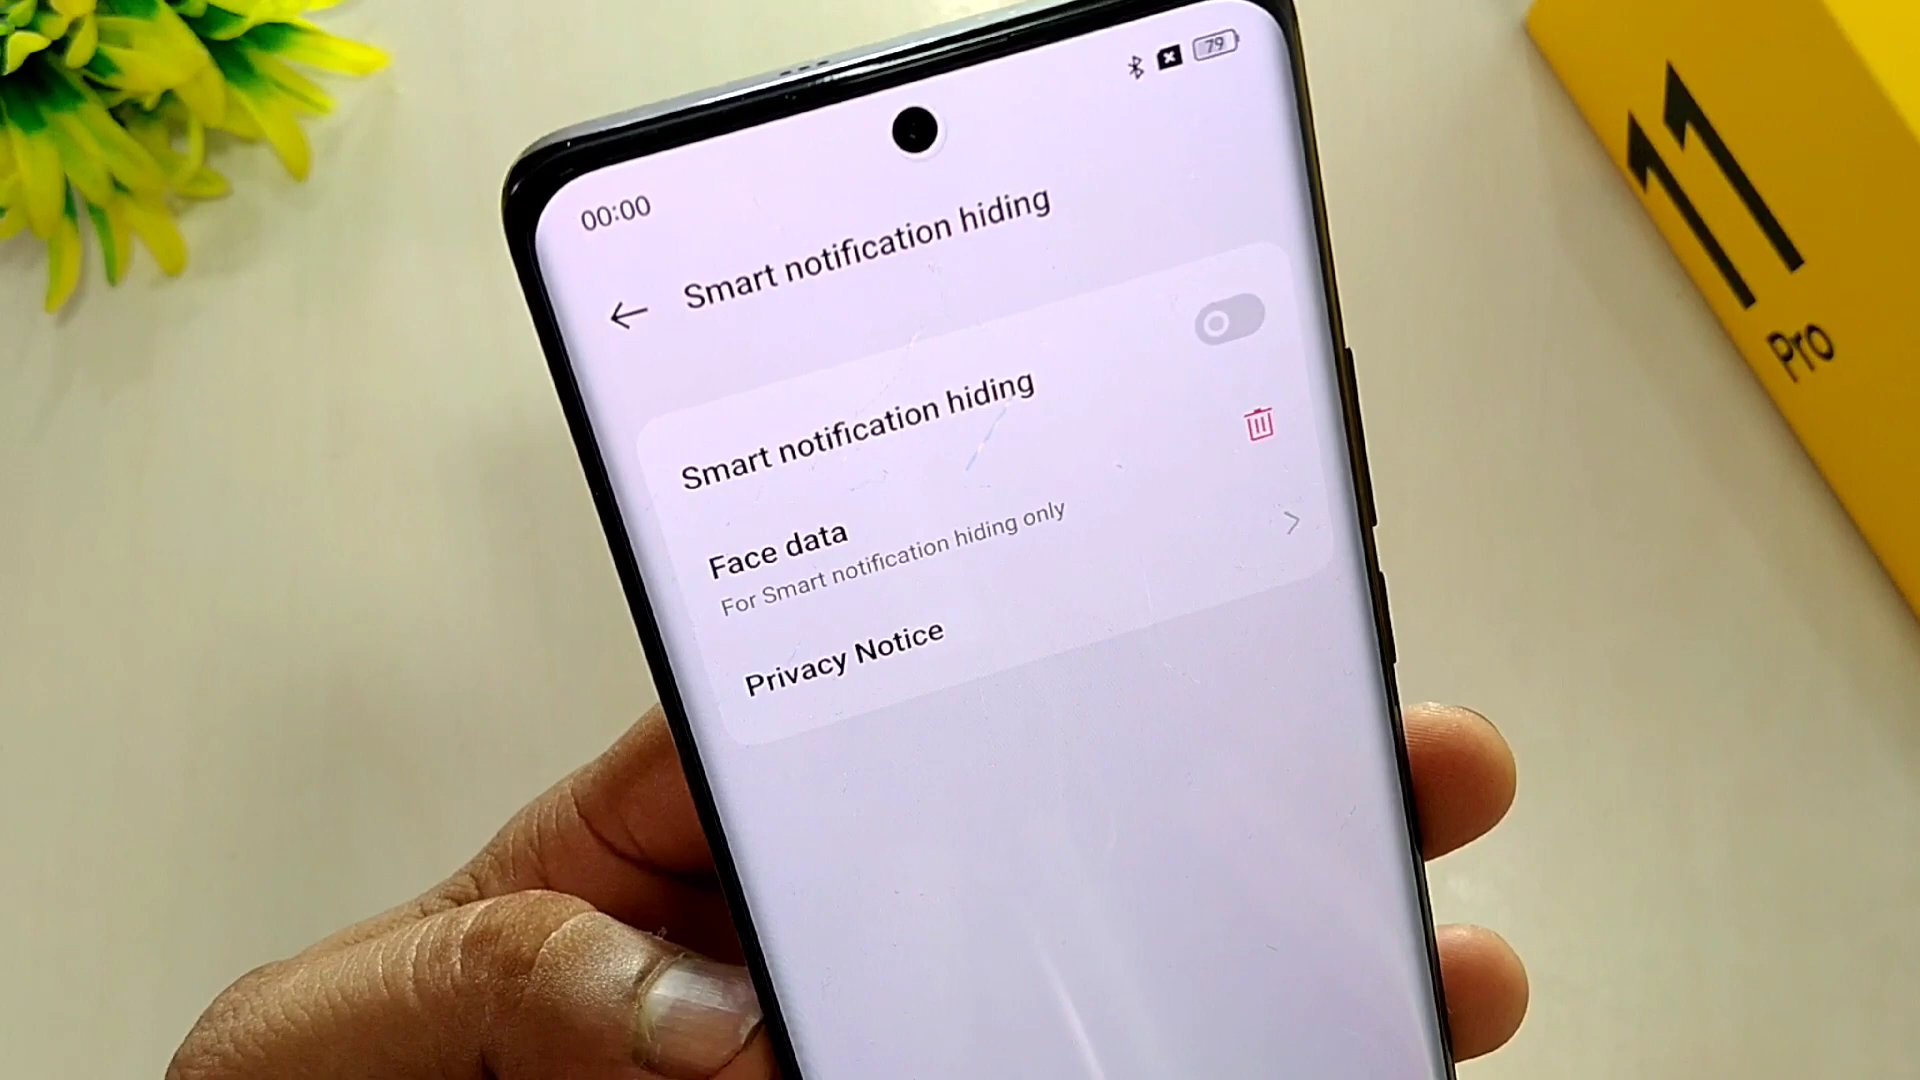 79
00:00
Smart notification hiding
Smart notification hiding
Face data
For Smart notification hiding only
Privacy Notice
11
Pro